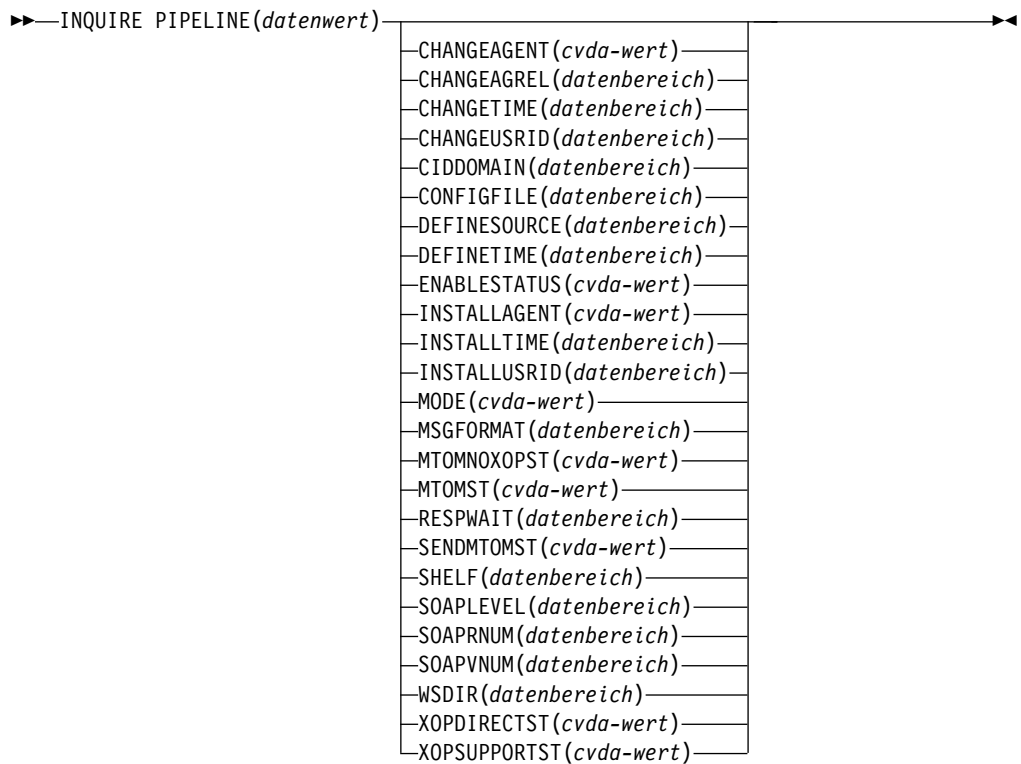 INQUIRE PIPELINE(datenwert)
CHANGEAGENT(cvda-wert)
CHANGEAGREL(datenbereich)
CHANGETIME(datenbereich)
CHANGEUSRID(datenbereich)
CIDDOMAIN(datenbereich)
CONFIGFILE(datenbereich)
DEFINESOURCE(datenbereich)
DEFINETIME(datenbereich)
ENABLESTATUS(cvda-wert)
INSTALLAGENT(cvda-wert)
INSTALLTIME(datenbereich)
INSTALLUSRID(datenbereich)
MODE(cvda-wert)
MSGFORMAT(datenbereich)
MTOMNOXOPST(cvda-wert)
MTOMST(cvda-wert)
RESPWAIT(datenbereich)
SENDMTOMST(cvda-wert)
SHELF(datenbereich)
SOAPLEVEL(datenbereich)
SOAPRNUM(datenbereich)
SOAPVNUM(datenbereich)
WSDIR(datenbereich)
XOPDIRECTST(cvda-wert)
XOPSUPPORTST(cvda-wert)